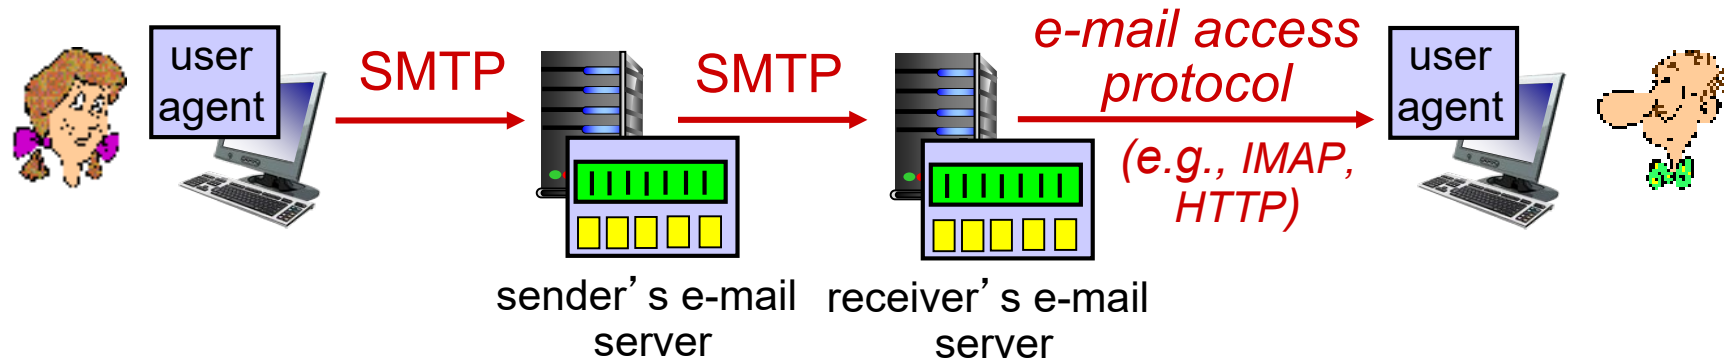 user
agent
SMTP
SMTP
e-mail access
protocol
(e.g., IMAP,
HTTP)
user
agent
sender’s e-mail
server
receiver’s e-mail
server